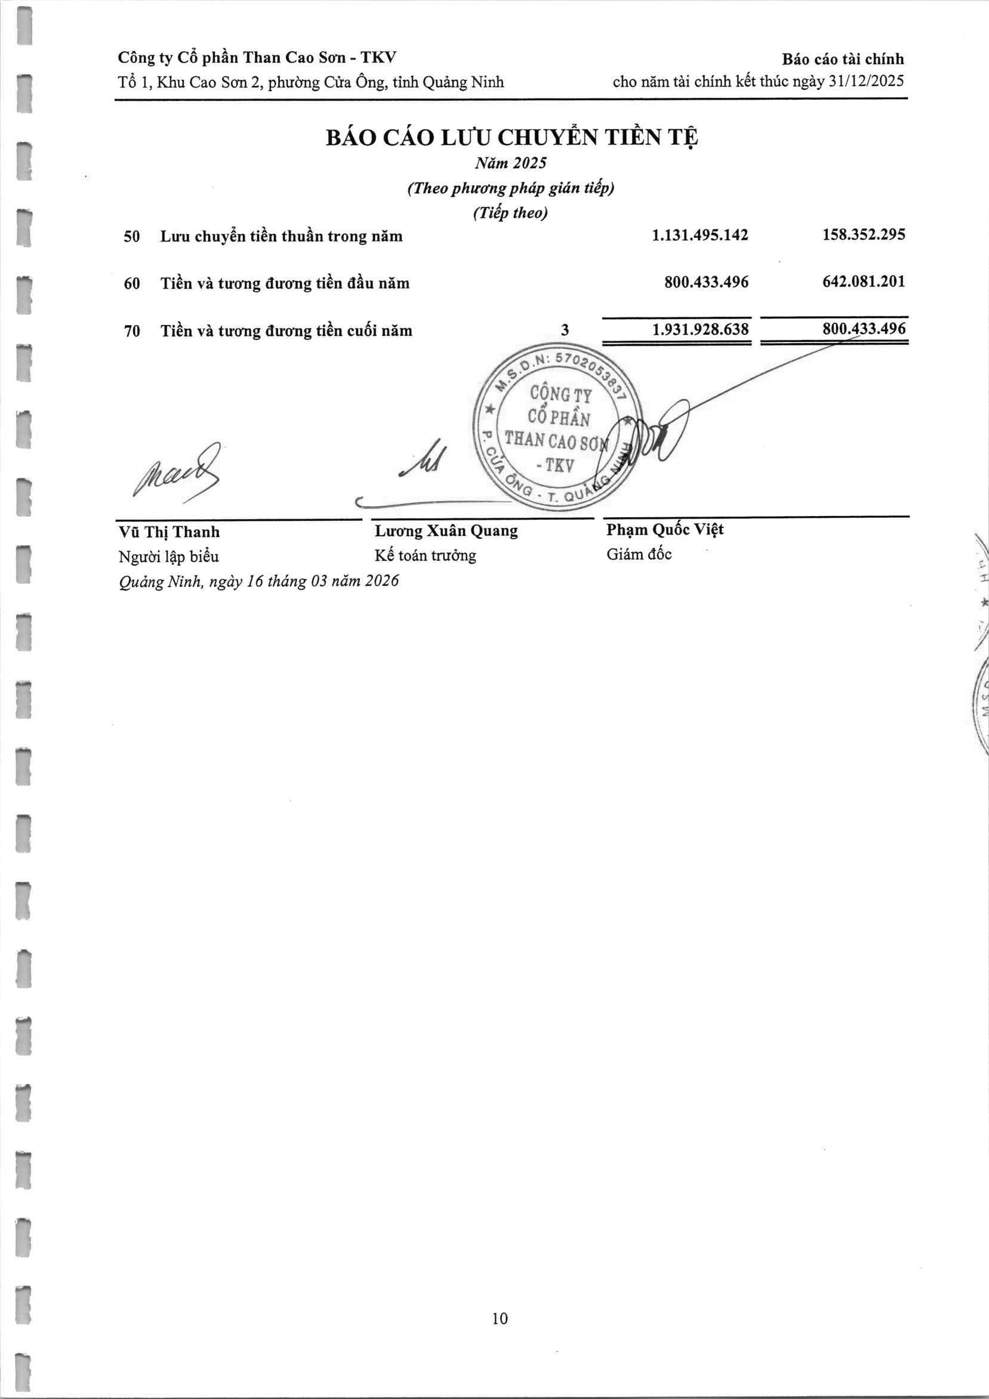 Công ty Cổ phần Than Cao Sơn - TKV
Báo cáo tài chính
Tổ 1, Khu Cao Sơn 2, phường Cửa Ông, tỉnh Quảng Ninh
cho năm tài chính kết thúc ngày 31/12/2025
BÁO CÁO LƯU CHUYỂN TIỀN TỆ
Năm 2025
(Theo phương pháp gián tiếp)
(Tiếp theo)
50 Lưu chuyển tiền thuần trong năm 1.131.495.142 158.352.295
60 Tiền và tương đương tiền đầu năm 800.433.496 642.081.201
70 Tiền và tương đương tiền cuối năm 3 1.931.928.638 800.433.496
M.S.D.N: 5702053837
CÔNG TY
CỔ PHẦN
THAN CAO SƠN
- TKV
P. CỬA ÔNG - T. QUẢNG NINH
Vũ Thị Thanh
Lương Xuân Quang
Phạm Quốc Việt
Người lập biểu
Kế toán trưởng
Giám đốc
Quảng Ninh, ngày 16 tháng 03 năm 2026
10